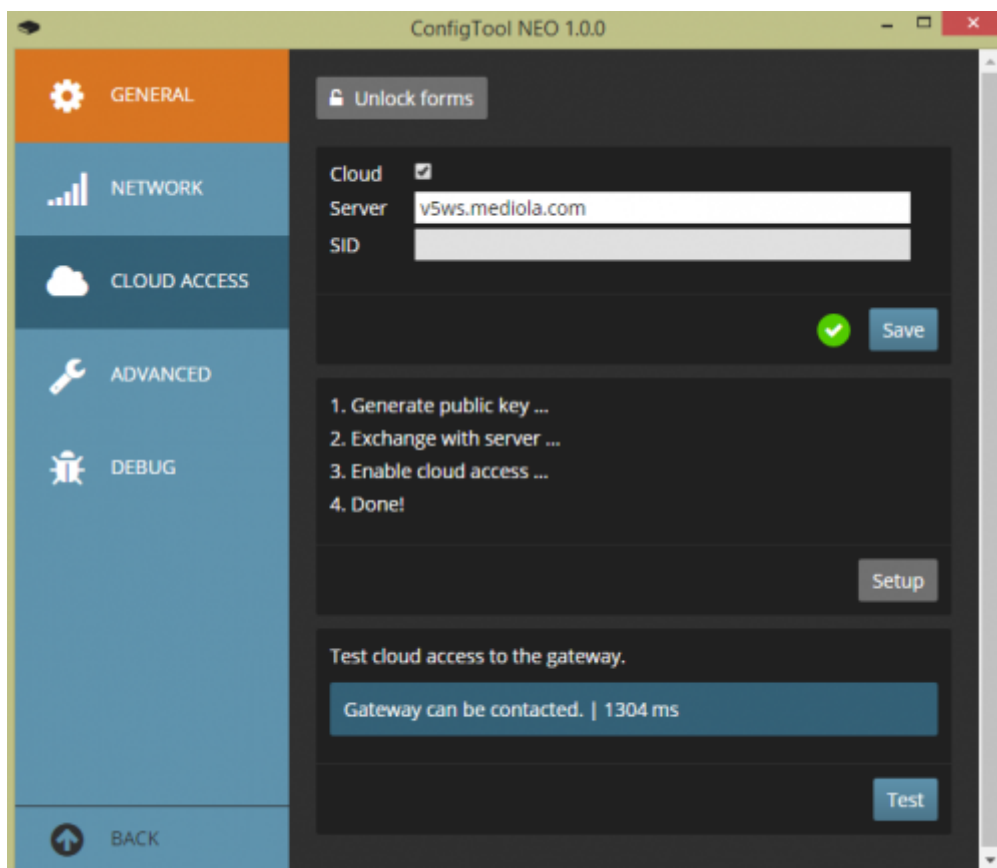 ConfigTool NEO 1.0.0
GENERAL
NETWORK
CLOUD ACCESS
ADVANCED
DEBUG
BACK
Unlock forms
Cloud
Server v5ws.mediola.com
SID
Save
1. Generate public key ...
2. Exchange with server ...
3. Enable cloud access ...
4. Done!
Setup
Test cloud access to the gateway.
Gateway can be contacted. | 1304 ms
Test